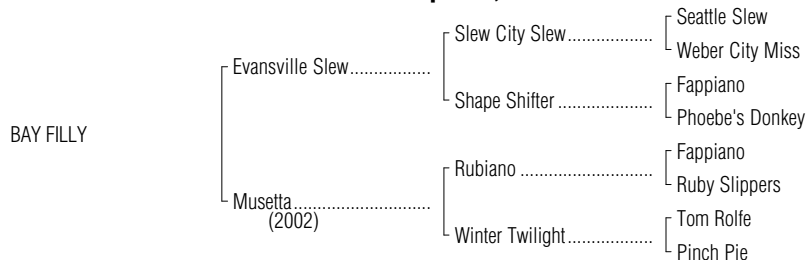 Seattle Slew
Slew City Slew
Weber City Miss
Evansville Slew
Fappiano
Shape Shifter
Phoebe's Donkey
BAY FILLY
Fappiano
Rubiano
Ruby Slippers
Musetta
(2002)
Tom Rolfe
Winter Twilight
Pinch Pie